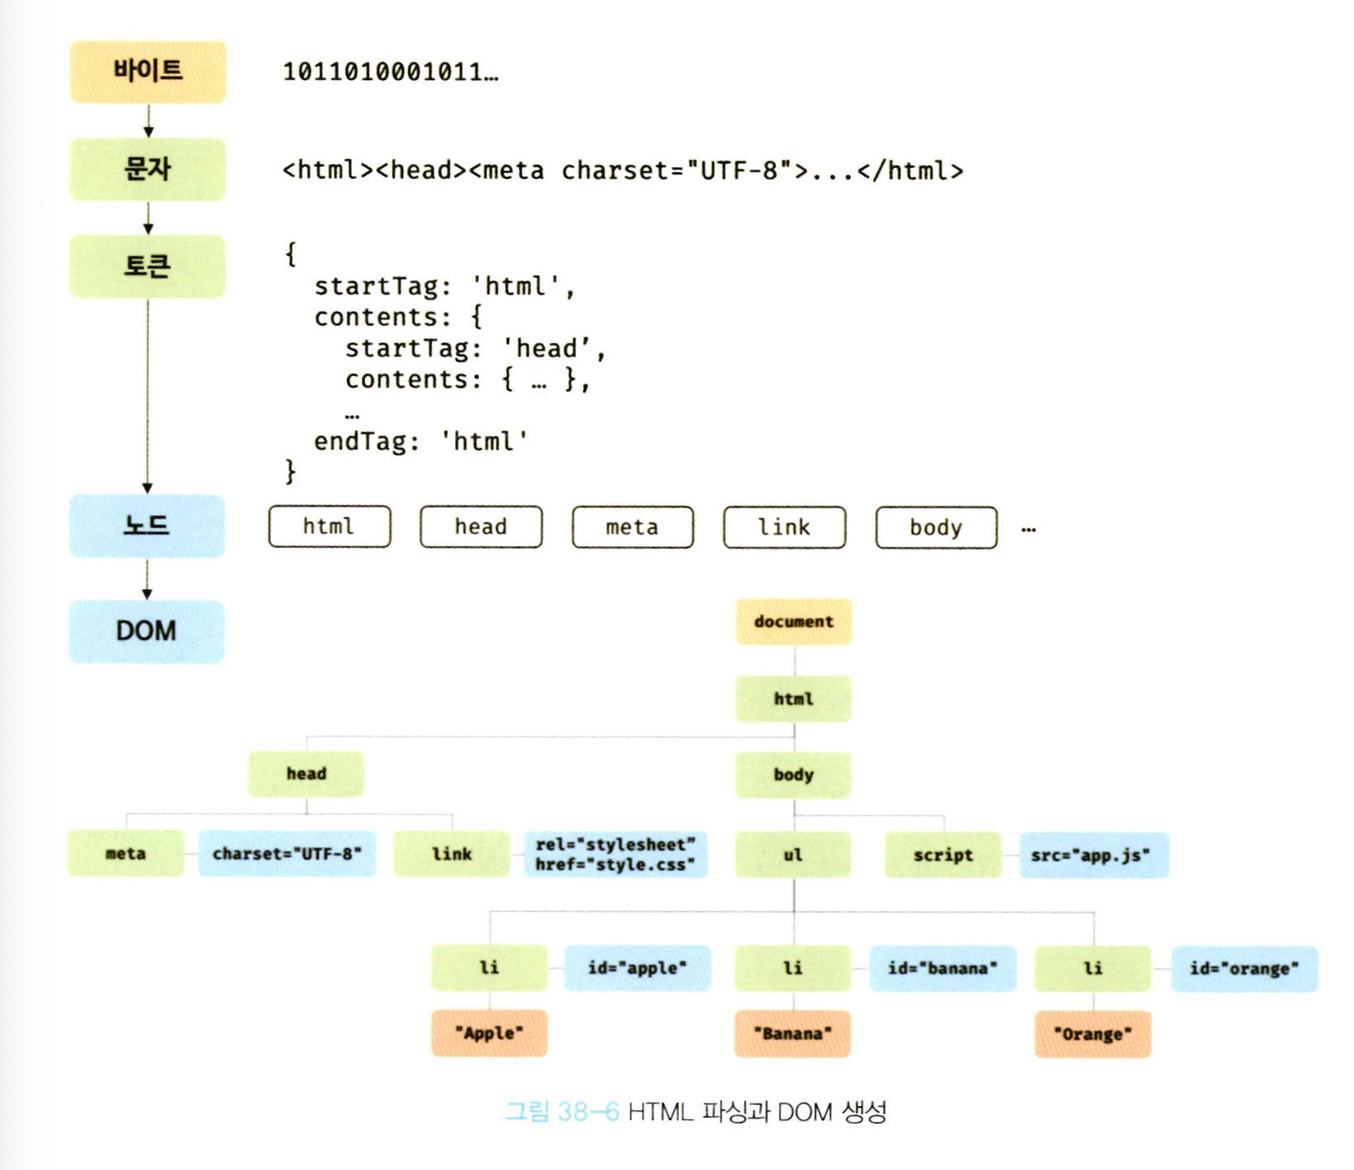 바이트
1011010001011…
문자
<html><head><meta charset="UTF-8">...</html>
토큰
{
startTag: 'html',
contents: {
startTag: 'head’,
contents: { … },
…
endTag: 'html'
}
노드
html head meta link body …
DOM
document
html
head body
meta charset="UTF-8" link rel="stylesheet”
href="style.css" ul script src="app.js"
li id="apple" li id="banana" li id="orange"
"Apple" "Banana" "Orange"
그림 38–6 HTML 파싱과 DOM 생성